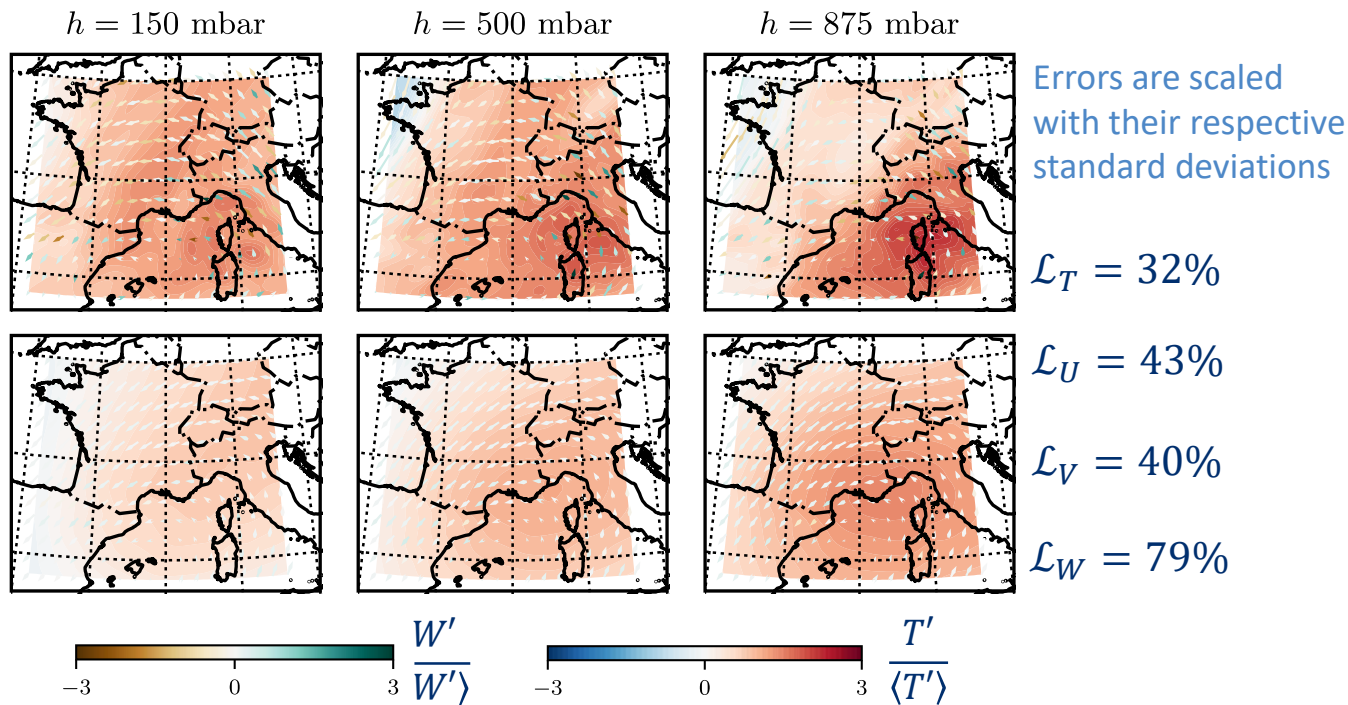 h = 150 mbar
h = 500 mbar
h = 875 mbar
Errors are scaled
with their respective
standard deviations
ℒ_T = 32%
ℒ_U = 43%
ℒ_V = 40%
ℒ_W = 79%
−3 0 3
W'
W'⟩
−3 0 3
T'
⟨T'⟩